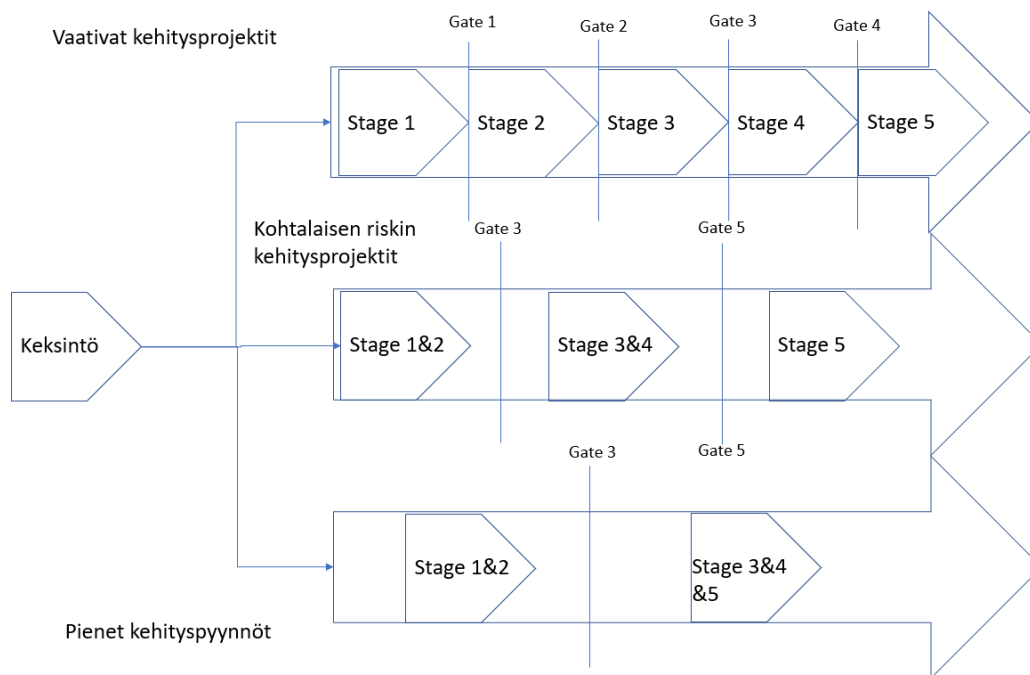 Vaativat kehitysprojektit
Gate 1
Gate 2
Gate 3
Gate 4
Stage 1
Stage 2
Stage 3
Stage 4
Stage 5
Kohtalaisen riskin
kehitysprojektit
Gate 3
Gate 5
Keksintö
Stage 1&2
Stage 3&4
Stage 5
Gate 3
Gate 5
Stage 1&2
Stage 3&4
&5
Pienet kehityspyynnöt